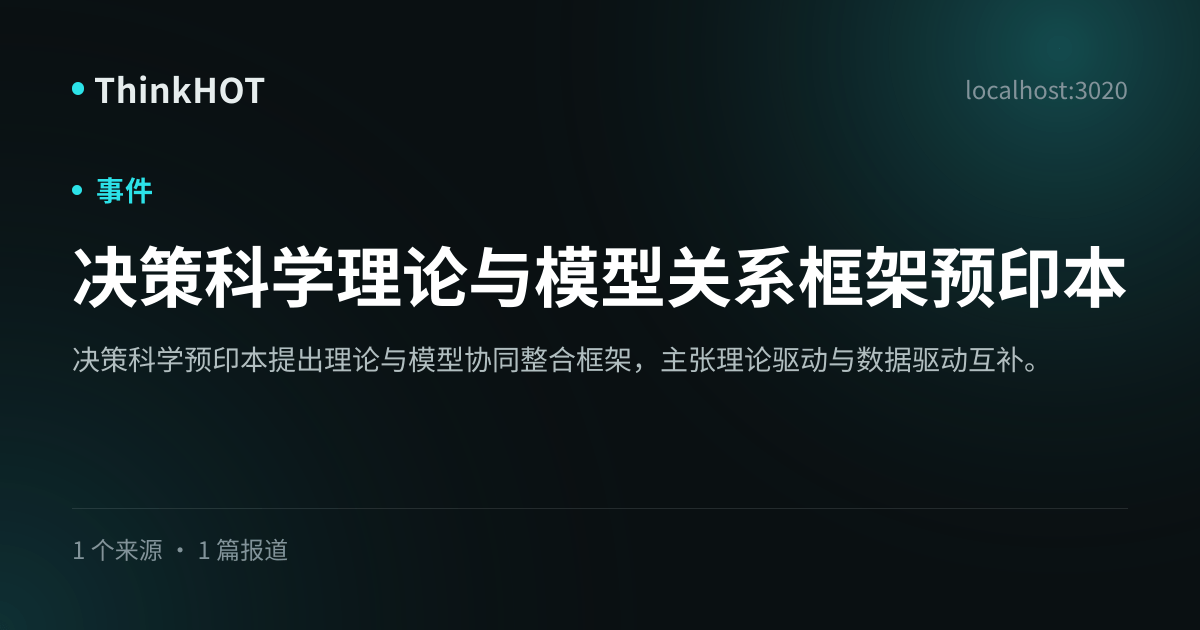 ThinkHOT
localhost:3020
事件
决策科学理论与模型关系框架预印本
决策科学预印本提出理论与模型协同整合框架，主张理论驱动与数据驱动互补。
1 个来源 · 1 篇报道